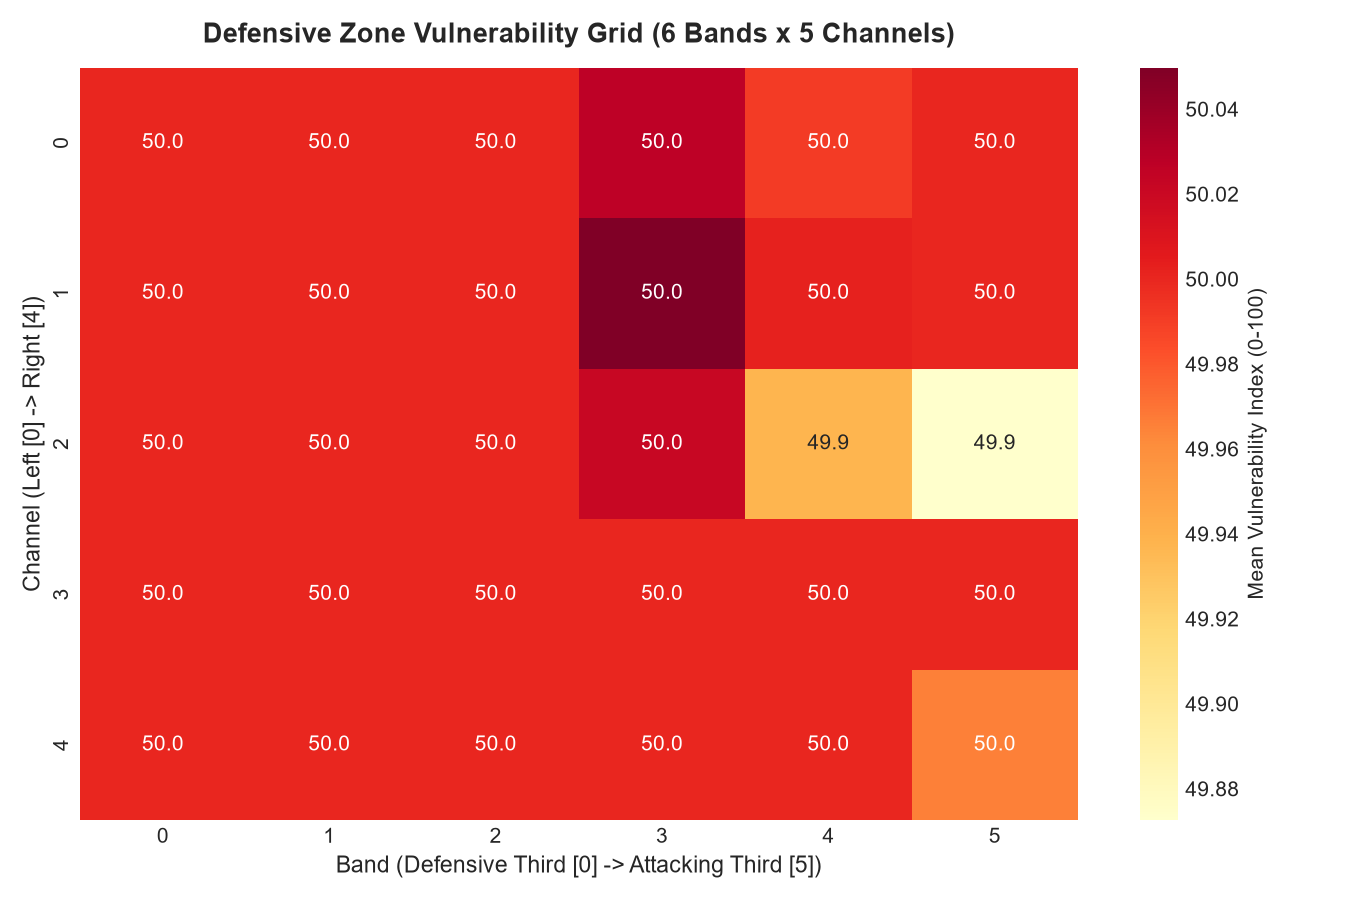 Defensive Zone Vulnerability Grid (6 Bands x 5 Channels)
0 50.0 50.0 50.0 50.0 50.0 50.0
1 50.0 50.0 50.0 50.0 50.0 50.0
2 50.0 50.0 50.0 50.0 49.9 49.9
3 50.0 50.0 50.0 50.0 50.0 50.0
4 50.0 50.0 50.0 50.0 50.0 50.0
0 1 2 3 4 5
Band (Defensive Third [0] -> Attacking Third [5])
Channel (Left [0] -> Right [4])
50.04
50.02
50.00
49.98
49.96
49.94
49.92
49.90
49.88
Mean Vulnerability Index (0-100)